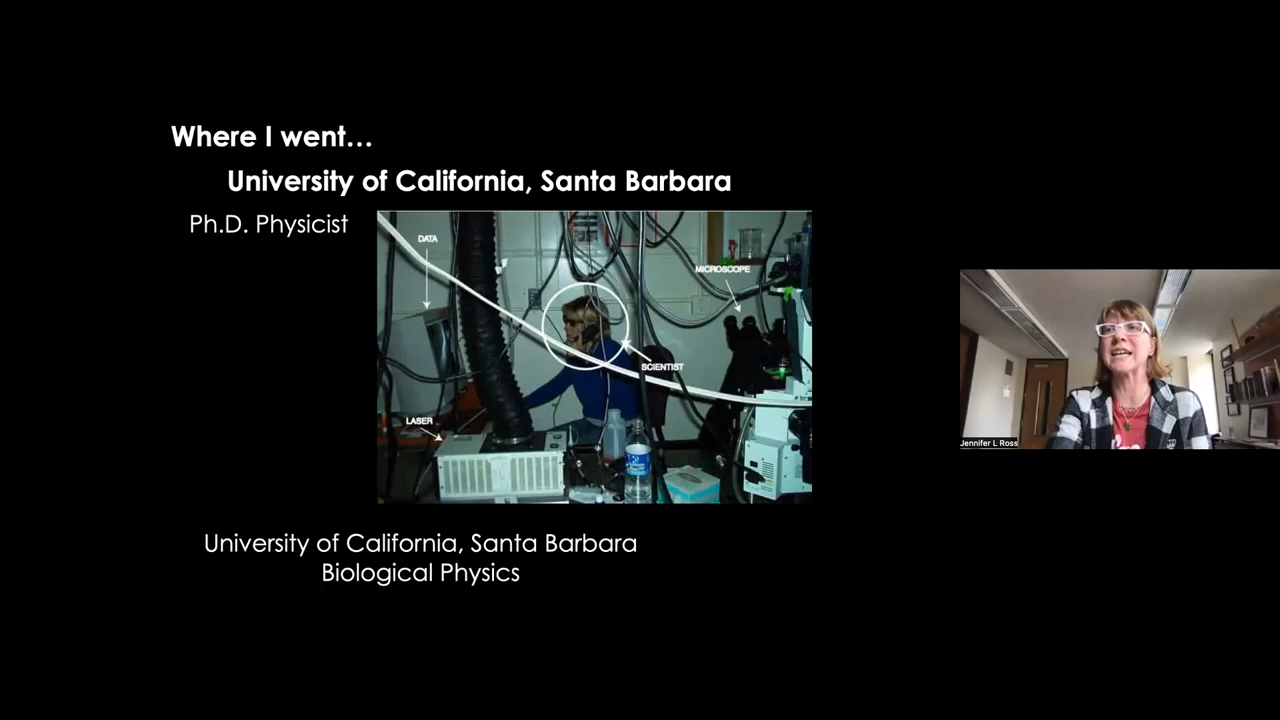 Where I went...
University of California, Santa Barbara
Ph.D. Physicist
DATA
MICROSCOPE
SCIENTIST
LASER
University of California, Santa Barbara
Biological Physics
Jennifer L Ross